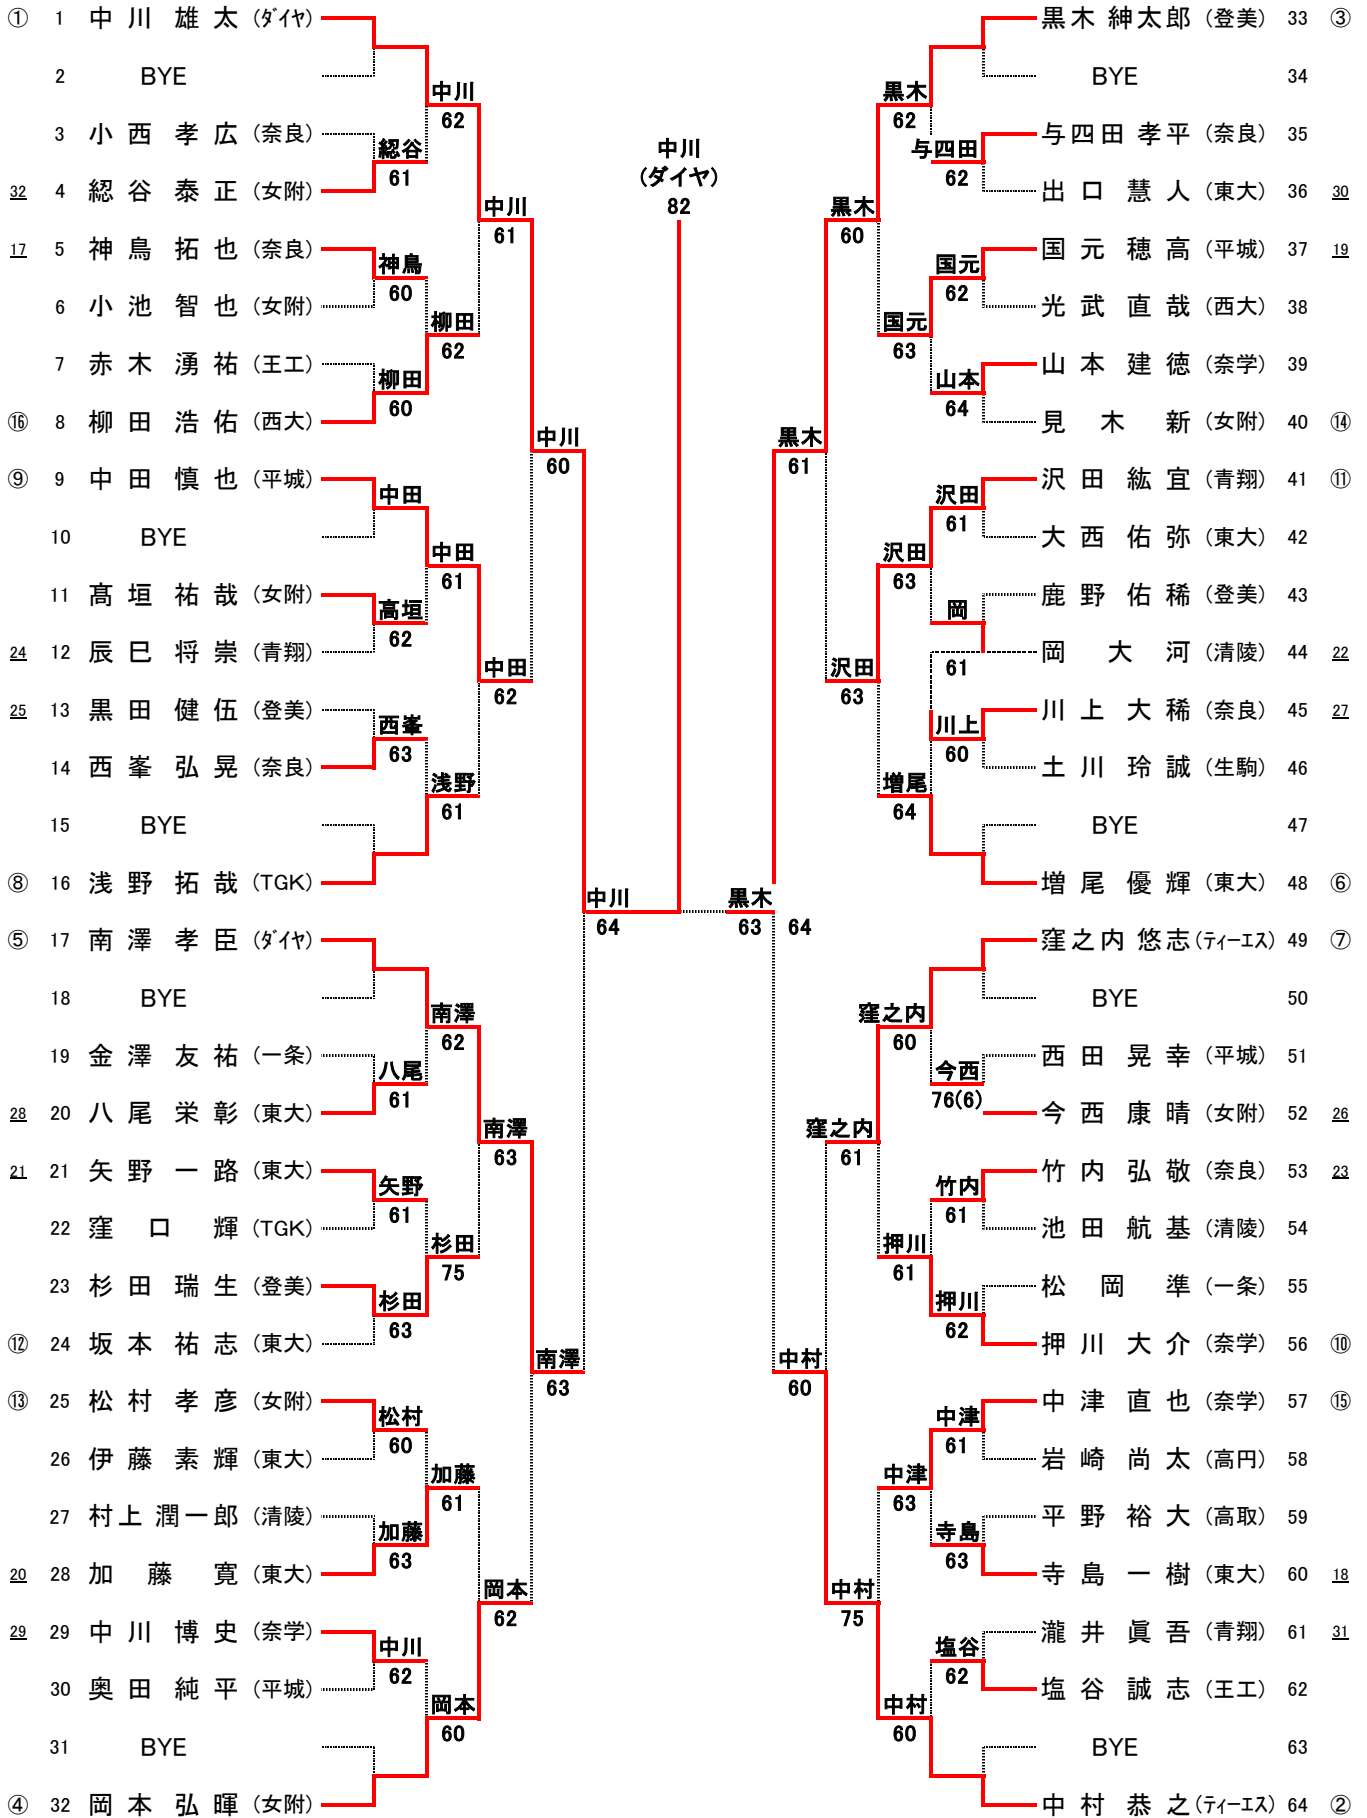 ① 1 中川 雄太 (ダイヤ)
2 BYE
3 小西 孝広 (奈良)
32 4 総谷 泰正 (女附)
17 5 神鳥 拓也 (奈良)
6 小池 智也 (女附)
7 赤木 湧祐 (王工)
⑯ 8 柳田 浩佑 (西大)
⑨ 9 中田 慎也 (平城)
10 BYE
11 髙垣 祐哉 (女附)
24 12 辰巳 将崇 (青翔)
25 13 黒田 健伍 (登美)
14 西峯 弘晃 (奈良)
15 BYE
⑧ 16 浅野 拓哉 (TGK)
⑤ 17 南澤 孝臣 (ダイヤ)
18 BYE
19 金澤 友祐 (一条)
28 20 八尾 栄彰 (東大)
21 21 矢野 一路 (東大)
22 窪口 輝 (TGK)
23 杉田 瑞生 (登美)
⑫ 24 坂本 祐志 (東大)
⑬ 25 松村 孝彦 (女附)
26 伊藤 素輝 (東大)
27 村上 潤一郎 (清陵)
20 28 加藤 寛 (東大)
29 29 中川 博史 (奈学)
30 奥田 純平 (平城)
31 BYE
④ 32 岡本 弘暉 (女附)
総谷
61
神鳥
60
柳田
60
中田
高垣
62
西峯
63
八尾
61
矢野
61
杉田
63
松村
60
加藤
63
中川
62
中川
62
柳田
62
中田
61
浅野
61
南澤
62
杉田
75
加藤
61
岡本
60
中川
61
中田
62
南澤
63
岡本
62
中川
60
南澤
63
中川
64
中川
(ダイヤ)
82
黒木
63 64
黒木
61
中村
60
黒木
60
沢田
63
窪之内
61
中村
75
黒木
62
国元
63
沢田
63
増尾
64
窪之内
60
押川
61
中津
63
中村
60
与四田
62
国元
62
山本
64
沢田
61
岡
61
川上
60
今西
76(6)
竹内
61
押川
62
中津
61
寺島
63
塩谷
62
黒木 紳太郎 (登美) 33 ③
BYE 34
与四田 孝平 (奈良) 35
出口 慧人 (東大) 36 30
国元 穂高 (平城) 37 19
光武 直哉 (西大) 38
山本 建徳 (奈学) 39
見木 新 (女附) 40 ⑭
沢田 紘宜 (青翔) 41 ⑪
大西 佑弥 (東大) 42
鹿野 佑稀 (登美) 43
岡 大河 (清陵) 44 22
川上 大稀 (奈良) 45 27
土川 玲誠 (生駒) 46
BYE 47
増尾 優輝 (東大) 48 ⑥
窪之内 悠志 (ティーエス) 49 ⑦
BYE 50
西田 晃幸 (平城) 51
今西 康晴 (女附) 52 26
竹内 弘敬 (奈良) 53 23
池田 航基 (清陵) 54
松岡 準 (一条) 55
押川 大介 (奈学) 56 ⑩
中津 直也 (奈学) 57 ⑮
岩崎 尚太 (高円) 58
平野 裕大 (高取) 59
寺島 一樹 (東大) 60 18
瀧井 眞吾 (青翔) 61 31
塩谷 誠志 (王工) 62
BYE 63
中村 恭之 (ティーエス) 64 ②